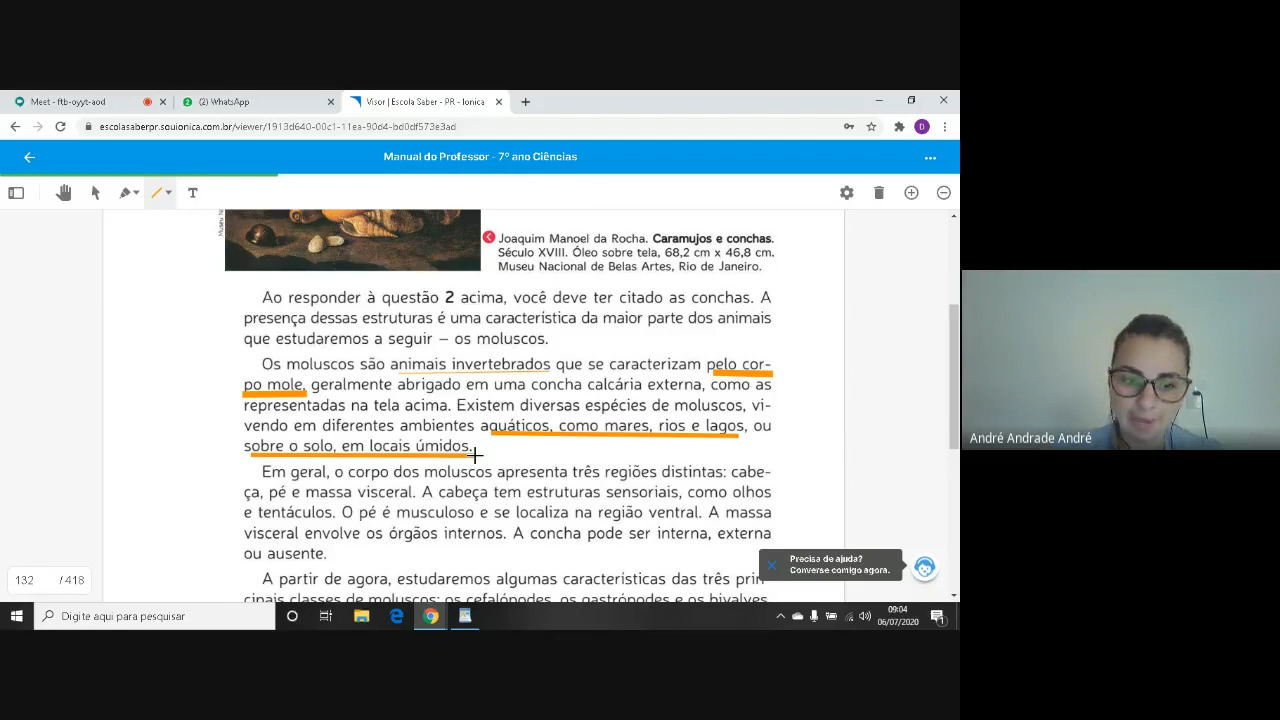 Meet - ftb-oyyt-aod
(2) WhatsApp
Visor | Escola Saber - PR - Ionica
escolasaberpr.souionica.com.br/viewer/1913d640-00c1-11ea-90d4-bd0df573e3ad
D
Manual do Professor - 7º ano Ciências
T
Joaquim Manoel da Rocha. Caramujos e conchas.
Século XVIII. Óleo sobre tela, 68,2 cm x 46,8 cm.
Museu Nacional de Belas Artes, Rio de Janeiro.
Ao responder à questão 2 acima, você deve ter citado as conchas. A
presença dessas estruturas é uma característica da maior parte dos animais
que estudaremos a seguir – os moluscos.
Os moluscos são animais invertebrados que se caracterizam pelo cor-
po mole, geralmente abrigado em uma concha calcária externa, como as
representadas na tela acima. Existem diversas espécies de moluscos, vi-
vendo em diferentes ambientes aquáticos, como mares, rios e lagos, ou
sobre o solo, em locais úmidos.
Em geral, o corpo dos moluscos apresenta três regiões distintas: cabe-
ça, pé e massa visceral. A cabeça tem estruturas sensoriais, como olhos
e tentáculos. O pé é musculoso e se localiza na região ventral. A massa
visceral envolve os órgãos internos. A concha pode ser interna, externa
ou ausente.
A partir de agora, estudaremos algumas características das três prin-
cipais classes de moluscos: os cefalópodes, os gastrópodes e os bivalves.
Precisa de ajuda?
Converse comigo agora.
132 / 418
André Andrade André
Digite aqui para pesquisar
09:04
06/07/2020